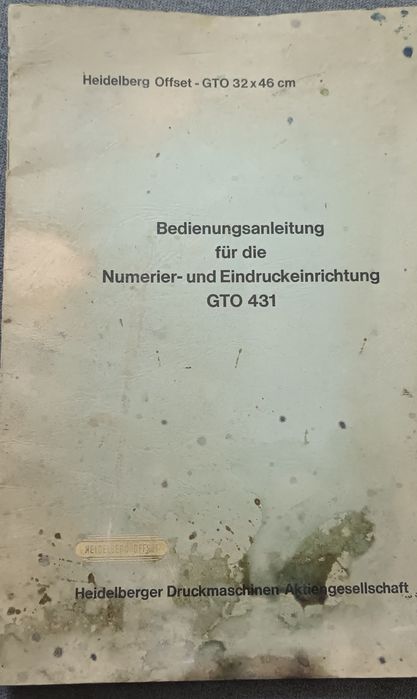 Heidelberg Offset - GTO 32 x 46 cm
Bedienungsanleitung
für die
Numerier- und Eindruckeinrichtung
GTO 431
HEIDELBERG OFFSET
Heidelberger Druckmaschinen Aktiengesellschaft